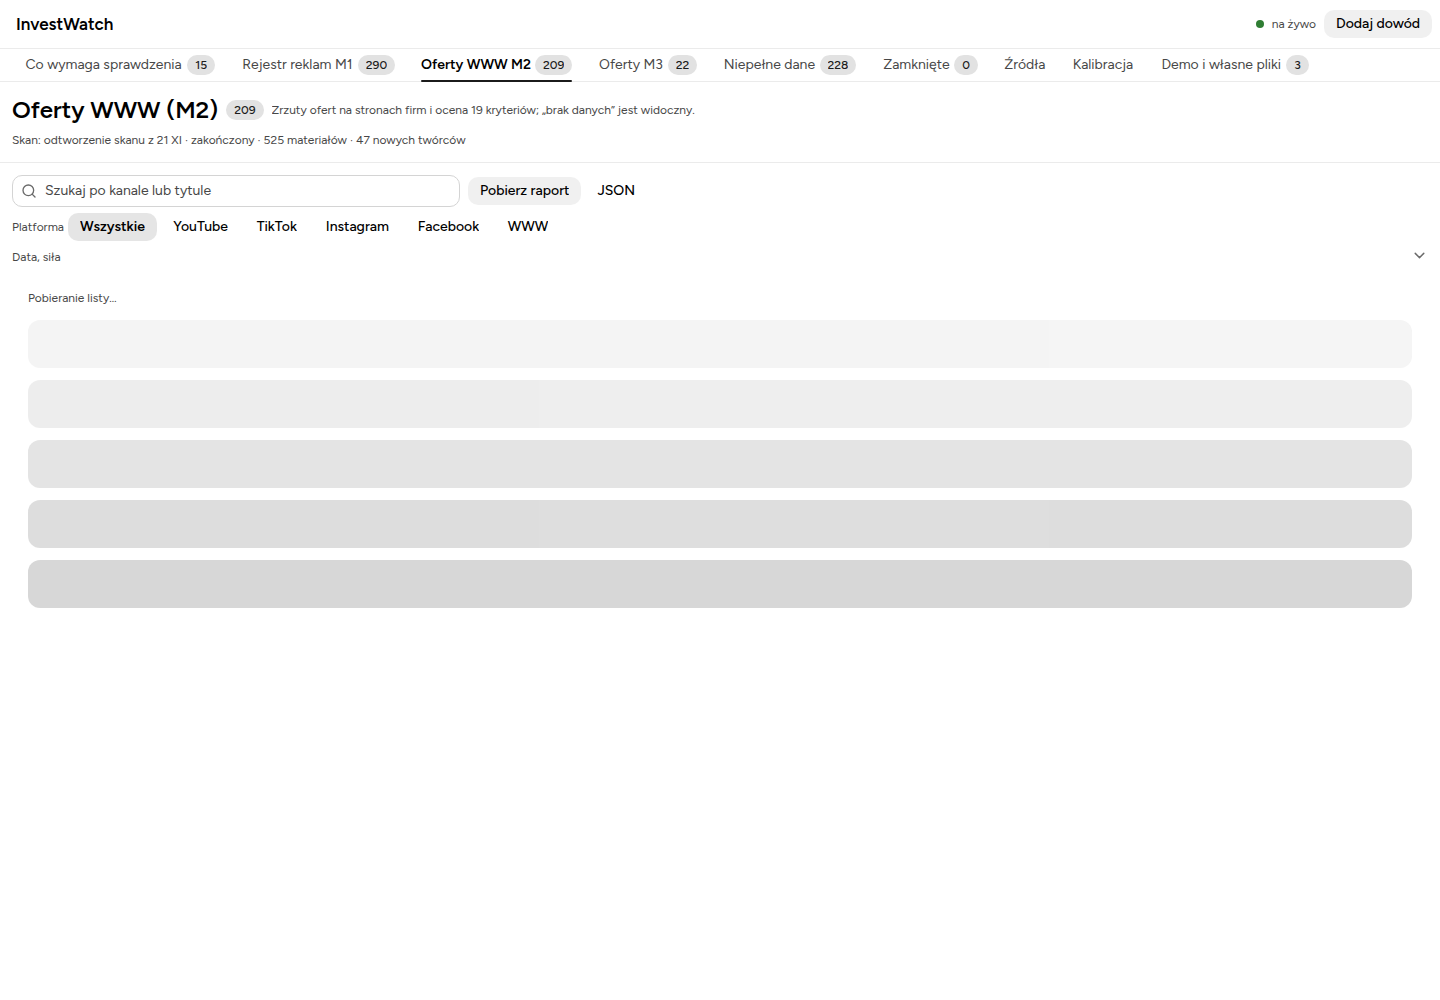 InvestWatch
na żywo
Dodaj dowód
Co wymaga sprawdzenia 15
Rejestr reklam M1 290
Oferty WWW M2 209
Oferty M3 22
Niepełne dane 228
Zamknięte 0
Źródła
Kalibracja
Demo i własne pliki 3
Oferty WWW (M2) 209 Zrzuty ofert na stronach firm i ocena 19 kryteriów; „brak danych” jest widoczny.
Skan: odtworzenie skanu z 21 XI · zakończony · 525 materiałów · 47 nowych twórców
Szukaj po kanale lub tytule
Pobierz raport
JSON
Platforma Wszystkie YouTube TikTok Instagram Facebook WWW
Data, siła
Pobieranie listy…